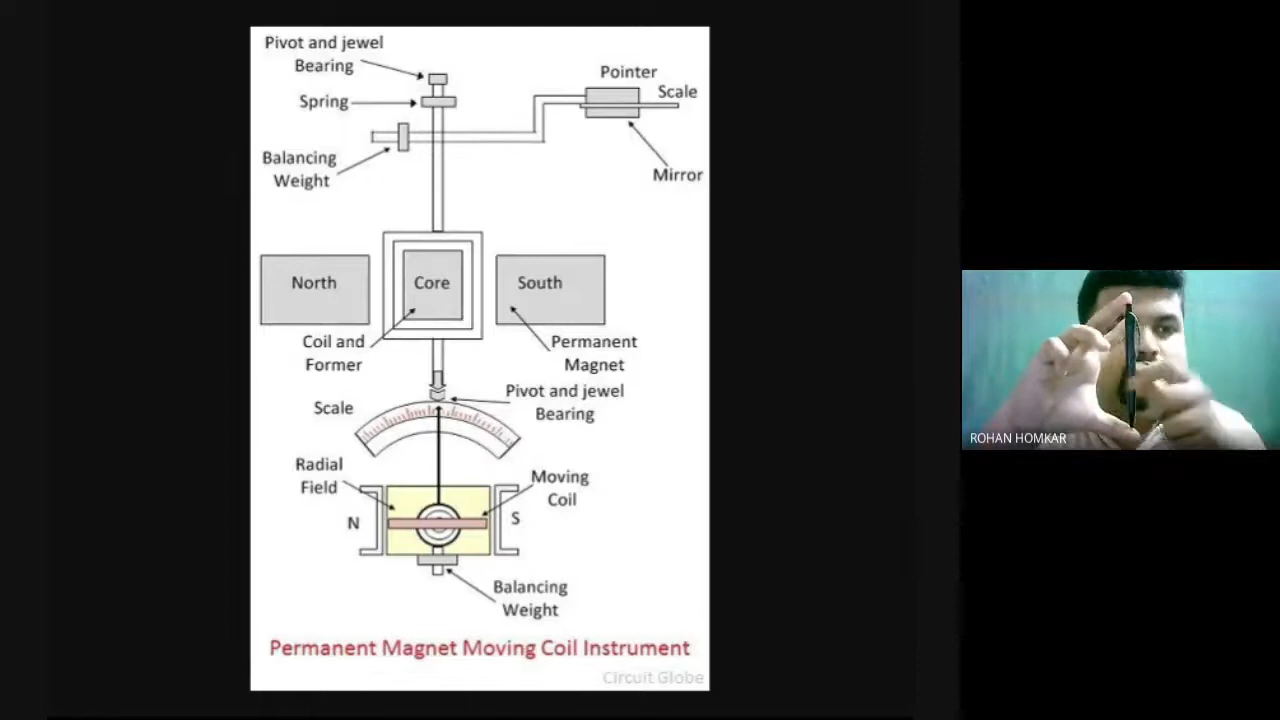 Pivot and jewel
Bearing
Pointer
Scale
Spring
Balancing
Weight
Mirror
North
Core
South
Coil and
Former
Permanent
Magnet
Pivot and jewel
Bearing
Scale
Radial
Field
Moving
Coil
N
S
Balancing
Weight
Permanent Magnet Moving Coil Instrument
Circuit Globe
ROHAN HOMKAR